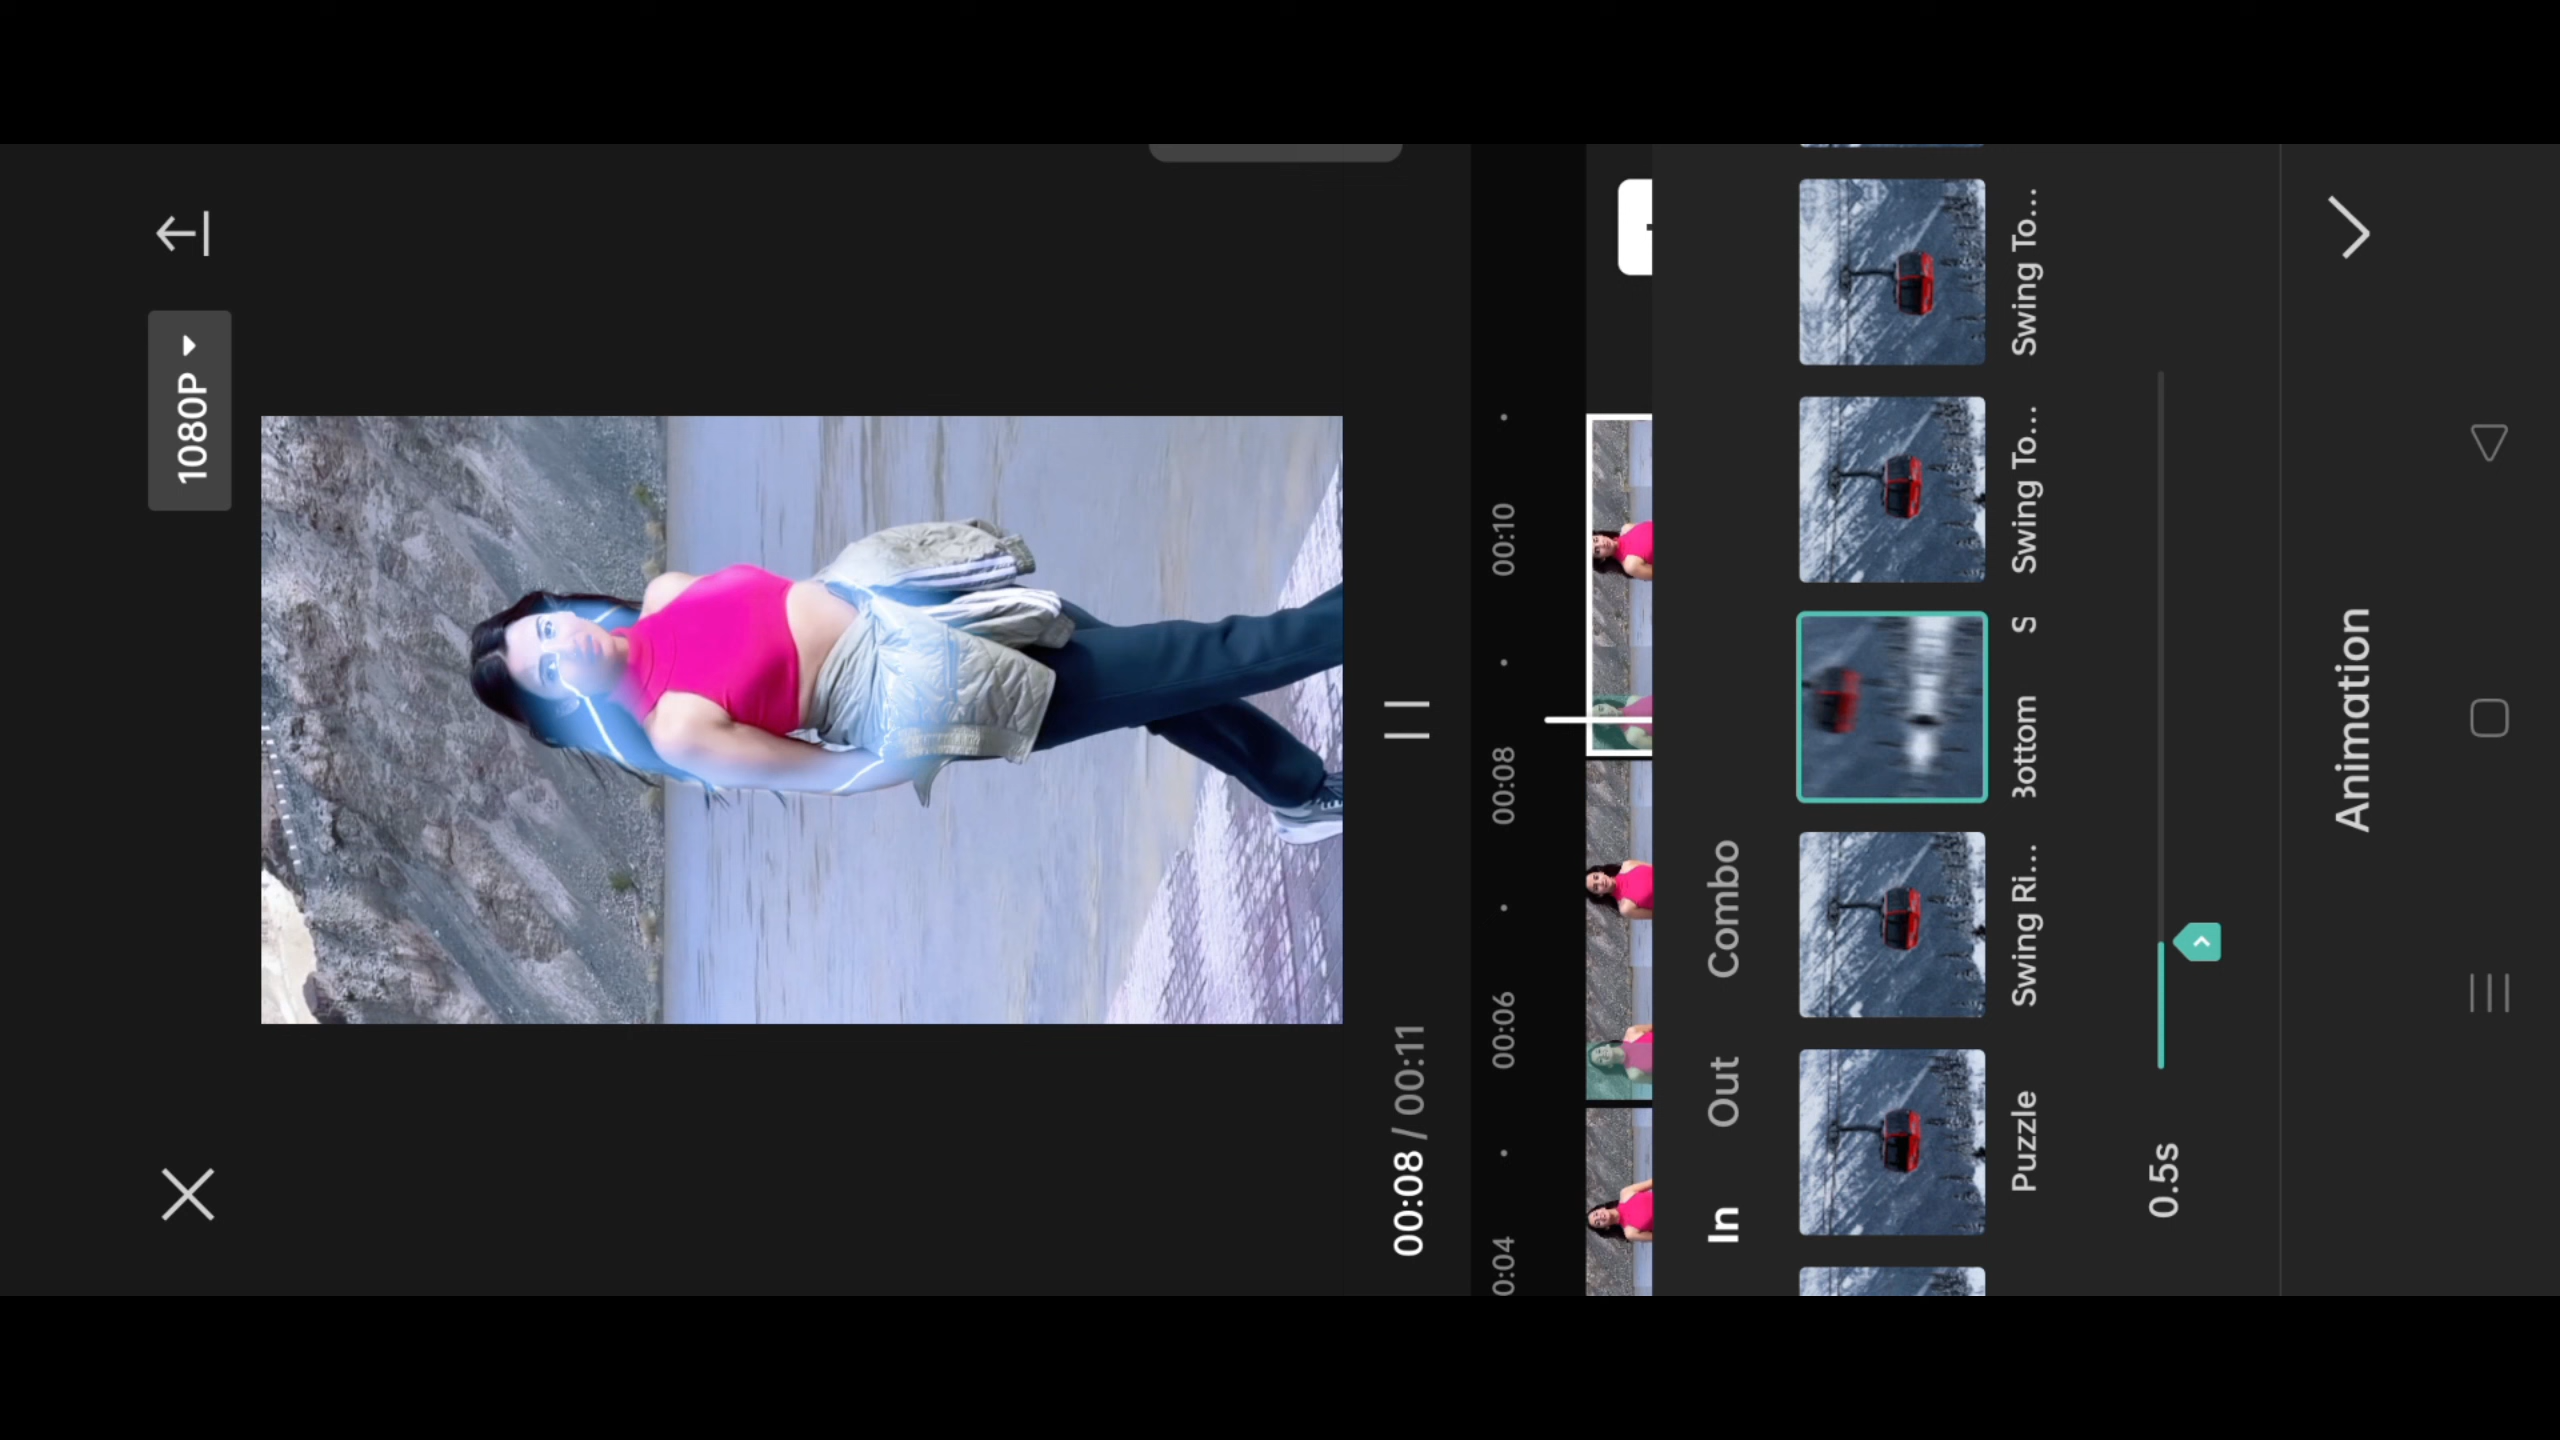 1080P
00:08 / 00:11
0:04 00:06 00:08 00:10
In Out Combo
Puzzle Swing Ri... Bottom S Swing To... Swing To...
0.5s
Animation